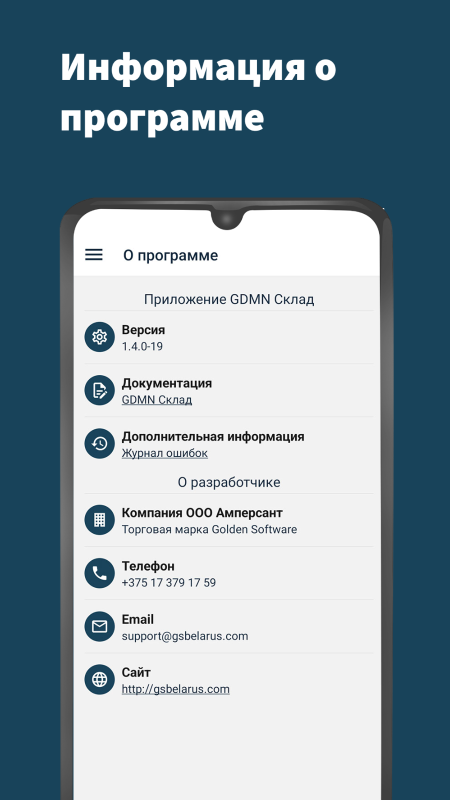 Информация о
программе
О программе
Приложение GDMN Склад
Версия
1.4.0-19
Документация
GDMN Склад
Дополнительная информация
Журнал ошибок
О разработчике
Компания ООО Амперсант
Торговая марка Golden Software
Телефон
+375 17 379 17 59
Email
support@gsbelarus.com
Сайт
http://gsbelarus.com